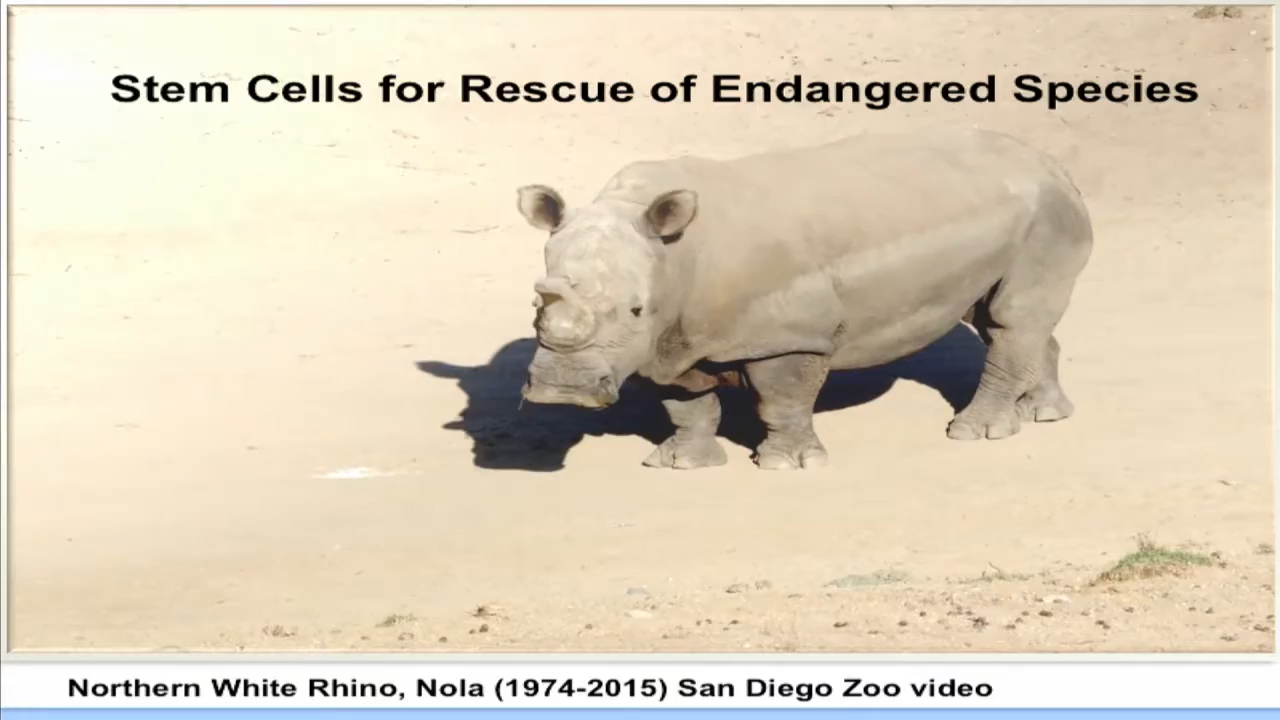 Stem Cells for Rescue of Endangered Species
Northern White Rhino, Nola (1974-2015) San Diego Zoo video